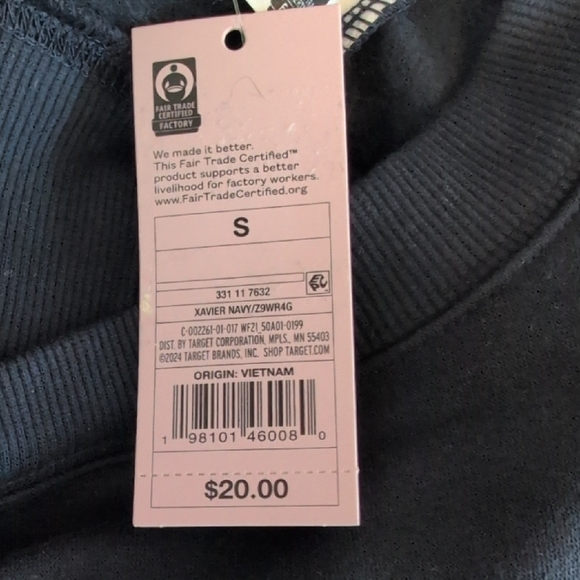 FAIR TRADE
CERTIFIED
FACTORY
We made it better.
This Fair Trade Certified™
product supports a better
livelihood for factory workers.
www.FairTradeCertified.org
S
331 11 7632
XAVIER NAVY/Z9WR4G
C-002261-01-017 WF21_50A01-0199
DIST. BY TARGET CORPORATION, MPLS., MN 55403
©2024 TARGET BRANDS, INC. SHOP TARGET.COM
ORIGIN: VIETNAM
1 98101 46008 0
$20.00